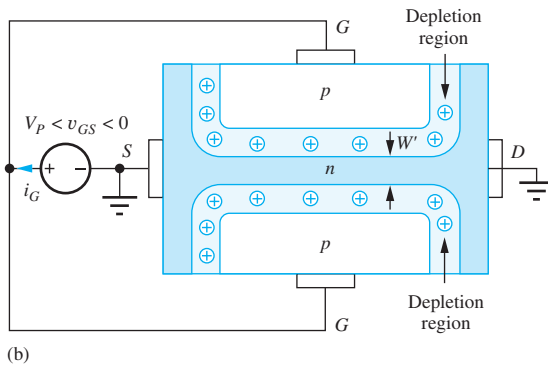 G
Depletion
region
p
V_P < v_GS < 0
S
W′
D
+
−
n
i_G
p
Depletion
region
G
(b)